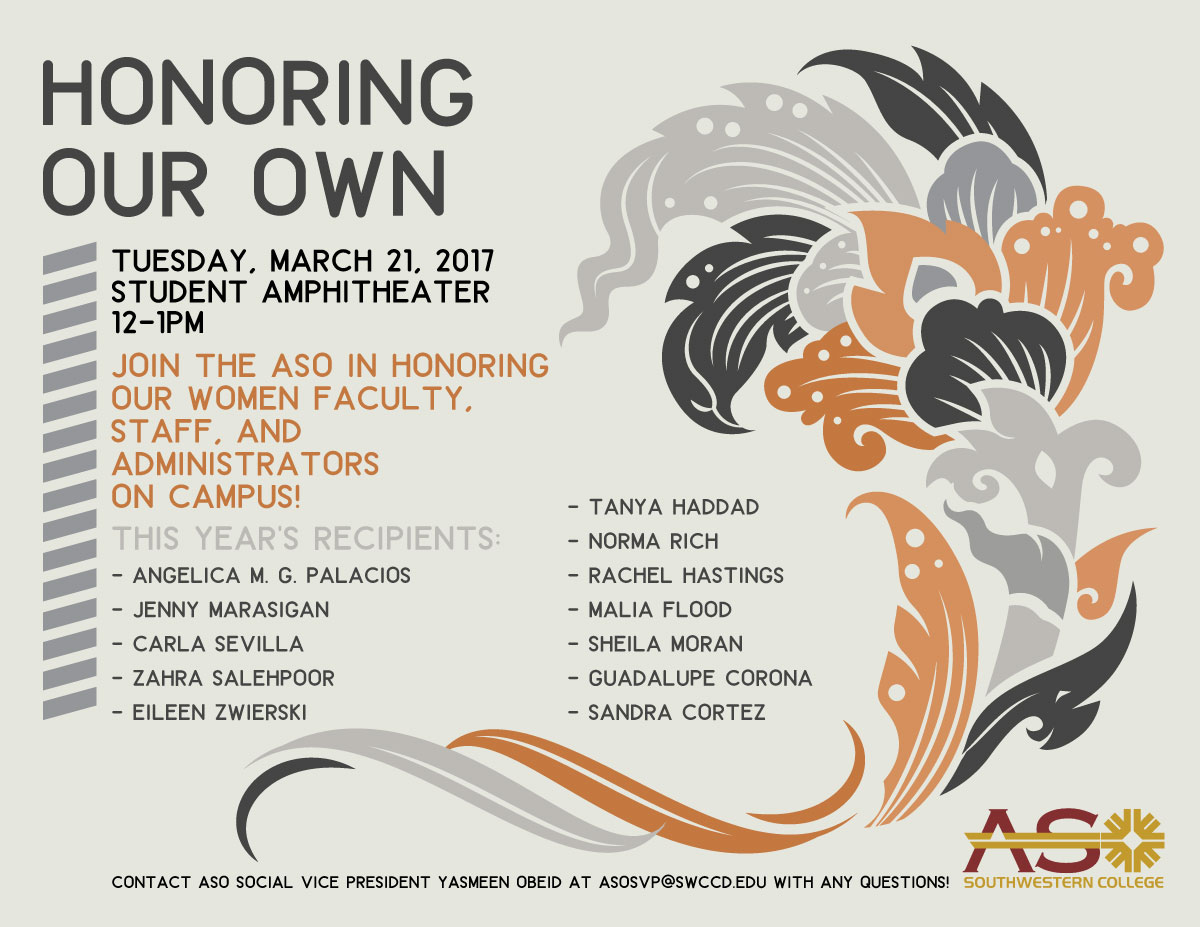 HONORING
OUR OWN
TUESDAY, MARCH 21, 2017
STUDENT AMPHITHEATER
12-1PM
JOIN THE ASO IN HONORING
OUR WOMEN FACULTY,
STAFF, AND
ADMINISTRATORS
ON CAMPUS!
THIS YEAR'S RECIPIENTS:
- ANGELICA M. G. PALACIOS
- JENNY MARASIGAN
- CARLA SEVILLA
- ZAHRA SALEHPOOR
- EILEEN ZWIERSKI
- TANYA HADDAD
- NORMA RICH
- RACHEL HASTINGS
- MALIA FLOOD
- SHEILA MORAN
- GUADALUPE CORONA
- SANDRA CORTEZ
CONTACT ASO SOCIAL VICE PRESIDENT YASMEEN OBEID AT ASOSVP@SWCCD.EDU WITH ANY QUESTIONS!
ASO
SOUTHWESTERN COLLEGE